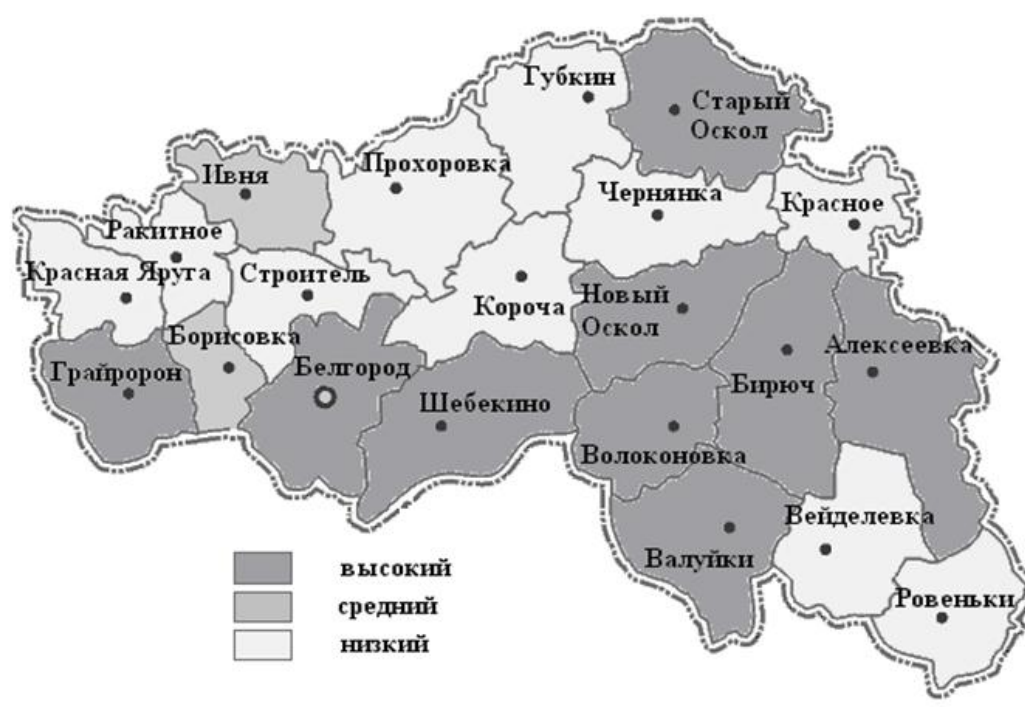 Губкин
Старый
Оскол
Прохоровка
Ивня
Чернянка
Красное
Ракитное
Красная Яруга
Строитель
Короча
Новый
Оскол
Борисовка
Алексеевка
Грайророн
Белгород
Бирюч
Шебекино
Волоконовка
Вейделевка
Валуйки
Ровеньки
высокий
средний
низкий